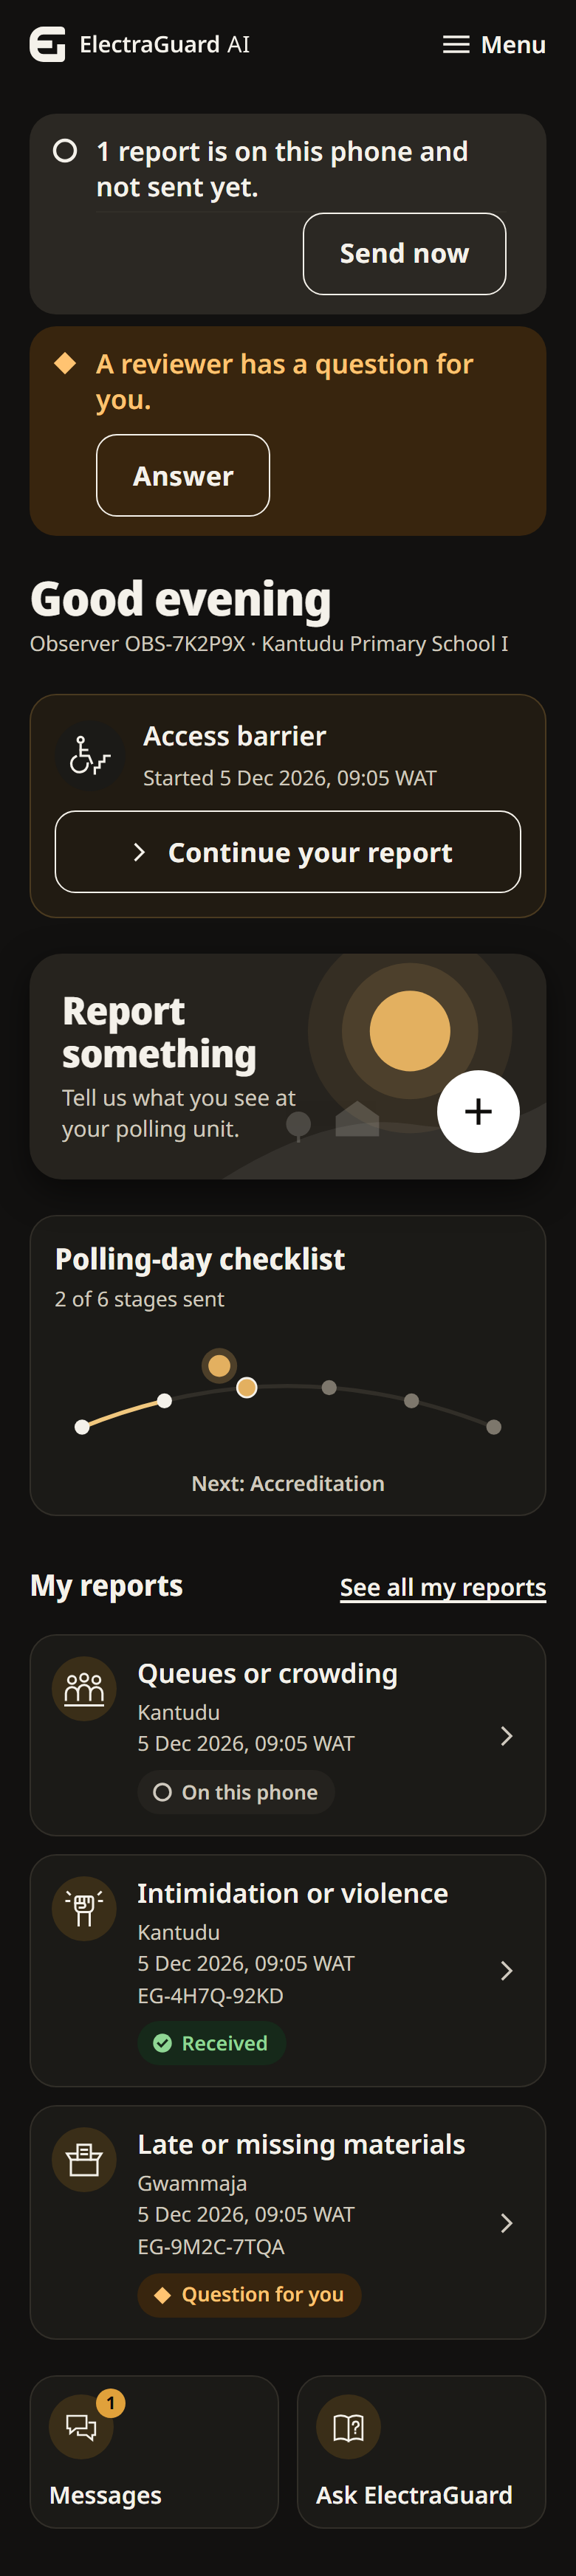 ElectraGuard AI
Menu
1 report is on this phone and
not sent yet.
Send now
A reviewer has a question for
you.
Answer
Good evening
Observer OBS-7K2P9X · Kantudu Primary School I
Access barrier
Started 5 Dec 2026, 09:05 WAT
Continue your report
Report
something
Tell us what you see at
your polling unit.
Polling-day checklist
2 of 6 stages sent
Next: Accreditation
My reports
See all my reports
Queues or crowding
Kantudu
5 Dec 2026, 09:05 WAT
On this phone
Intimidation or violence
Kantudu
5 Dec 2026, 09:05 WAT
EG-4H7Q-92KD
Received
Late or missing materials
Gwammaja
5 Dec 2026, 09:05 WAT
EG-9M2C-7TQA
Question for you
1
Messages
Ask ElectraGuard